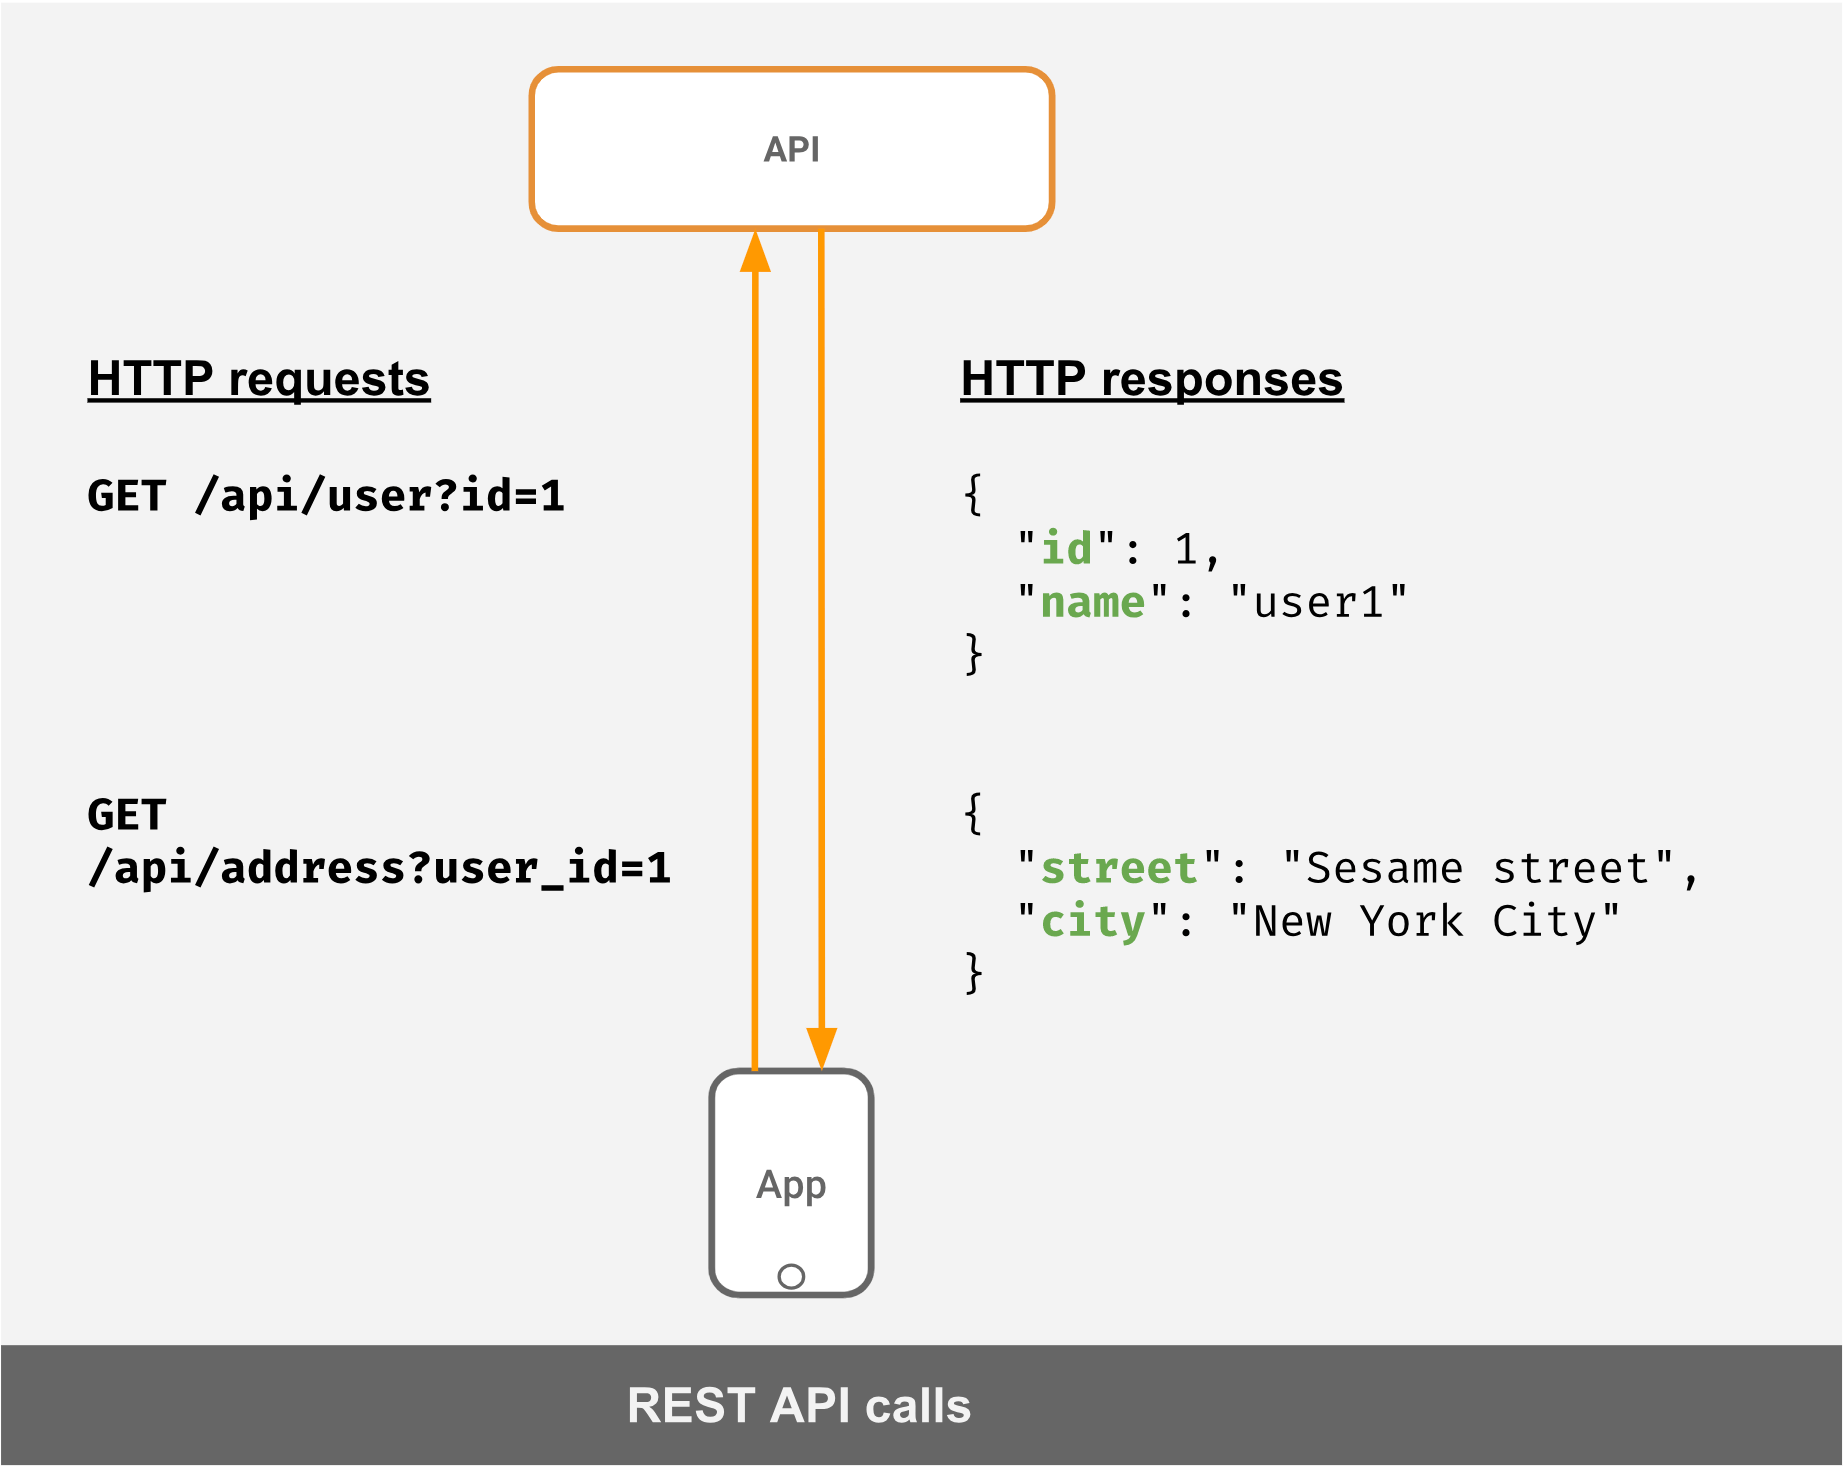 API
HTTP requests
GET /api/user?id=1
GET
/api/address?user_id=1
HTTP responses
{
"id": 1,
"name": "user1"
}
{
"street": "Sesame street",
"city": "New York City"
}
App
REST API calls